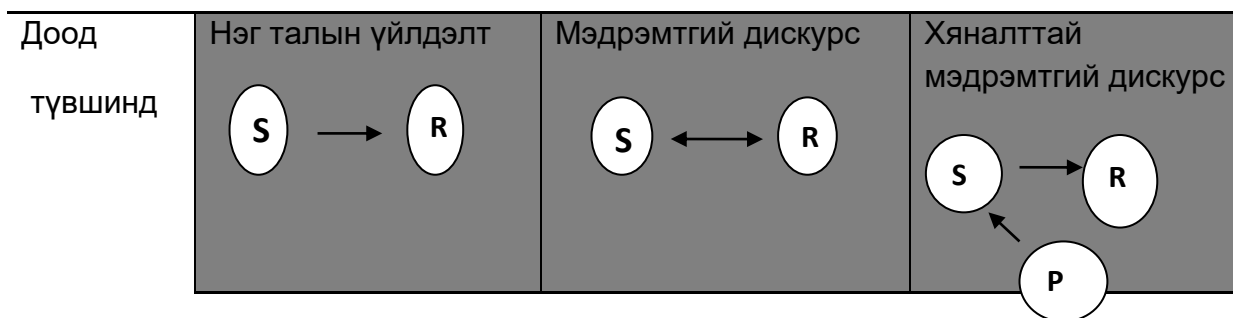 Доод
түвшинд
Нэг талын үйлдэлт
S R
Мэдрэмтгий дискурс
S R
Хяналттай
мэдрэмтгий дискурс
S R
P